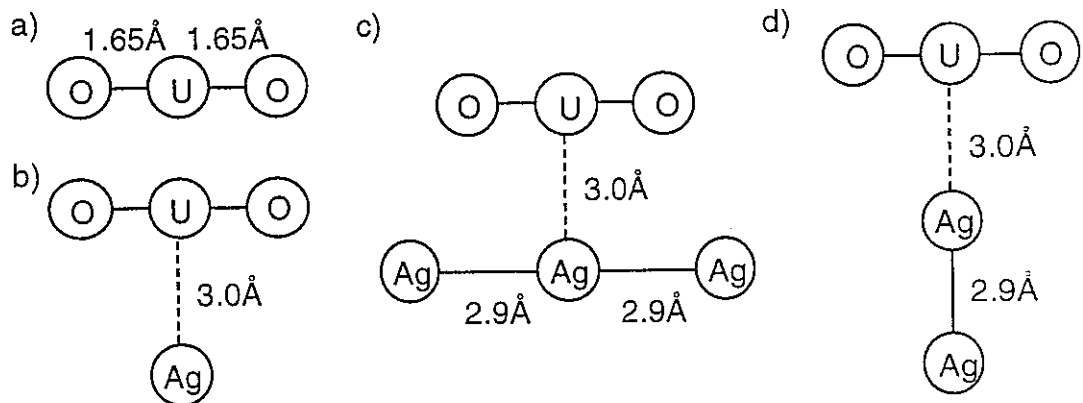 a)
1.65Å 1.65Å
O U O
b)
O U O
3.0Å
Ag
c)
O U O
3.0Å
Ag Ag Ag
2.9Å 2.9Å
d)
O U O
3.0Å
Ag
2.9Å
Ag